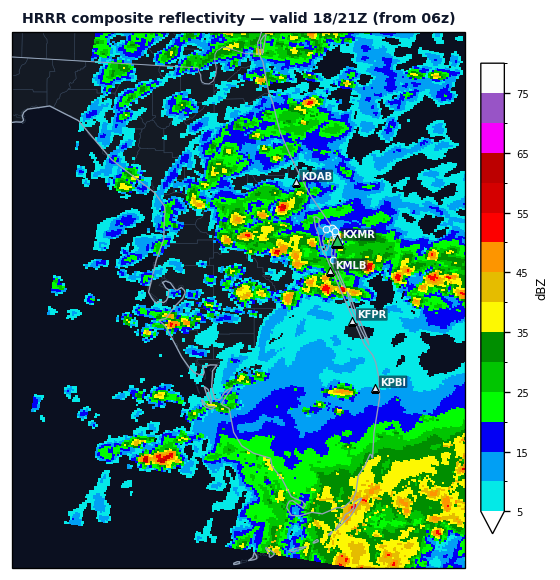 HRRR composite reflectivity — valid 18/21Z (from 06z)
KDAB
KXMR
KMLB
KFPR
KPBI
75
65
55
45
35
25
15
5
dBZ